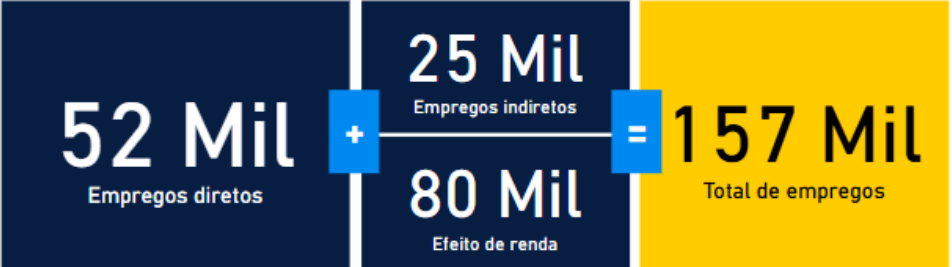 52 Mil
Empregos diretos
+
25 Mil
Empregos indiretos
80 Mil
Efeito de renda
=
157 Mil
Total de empregos